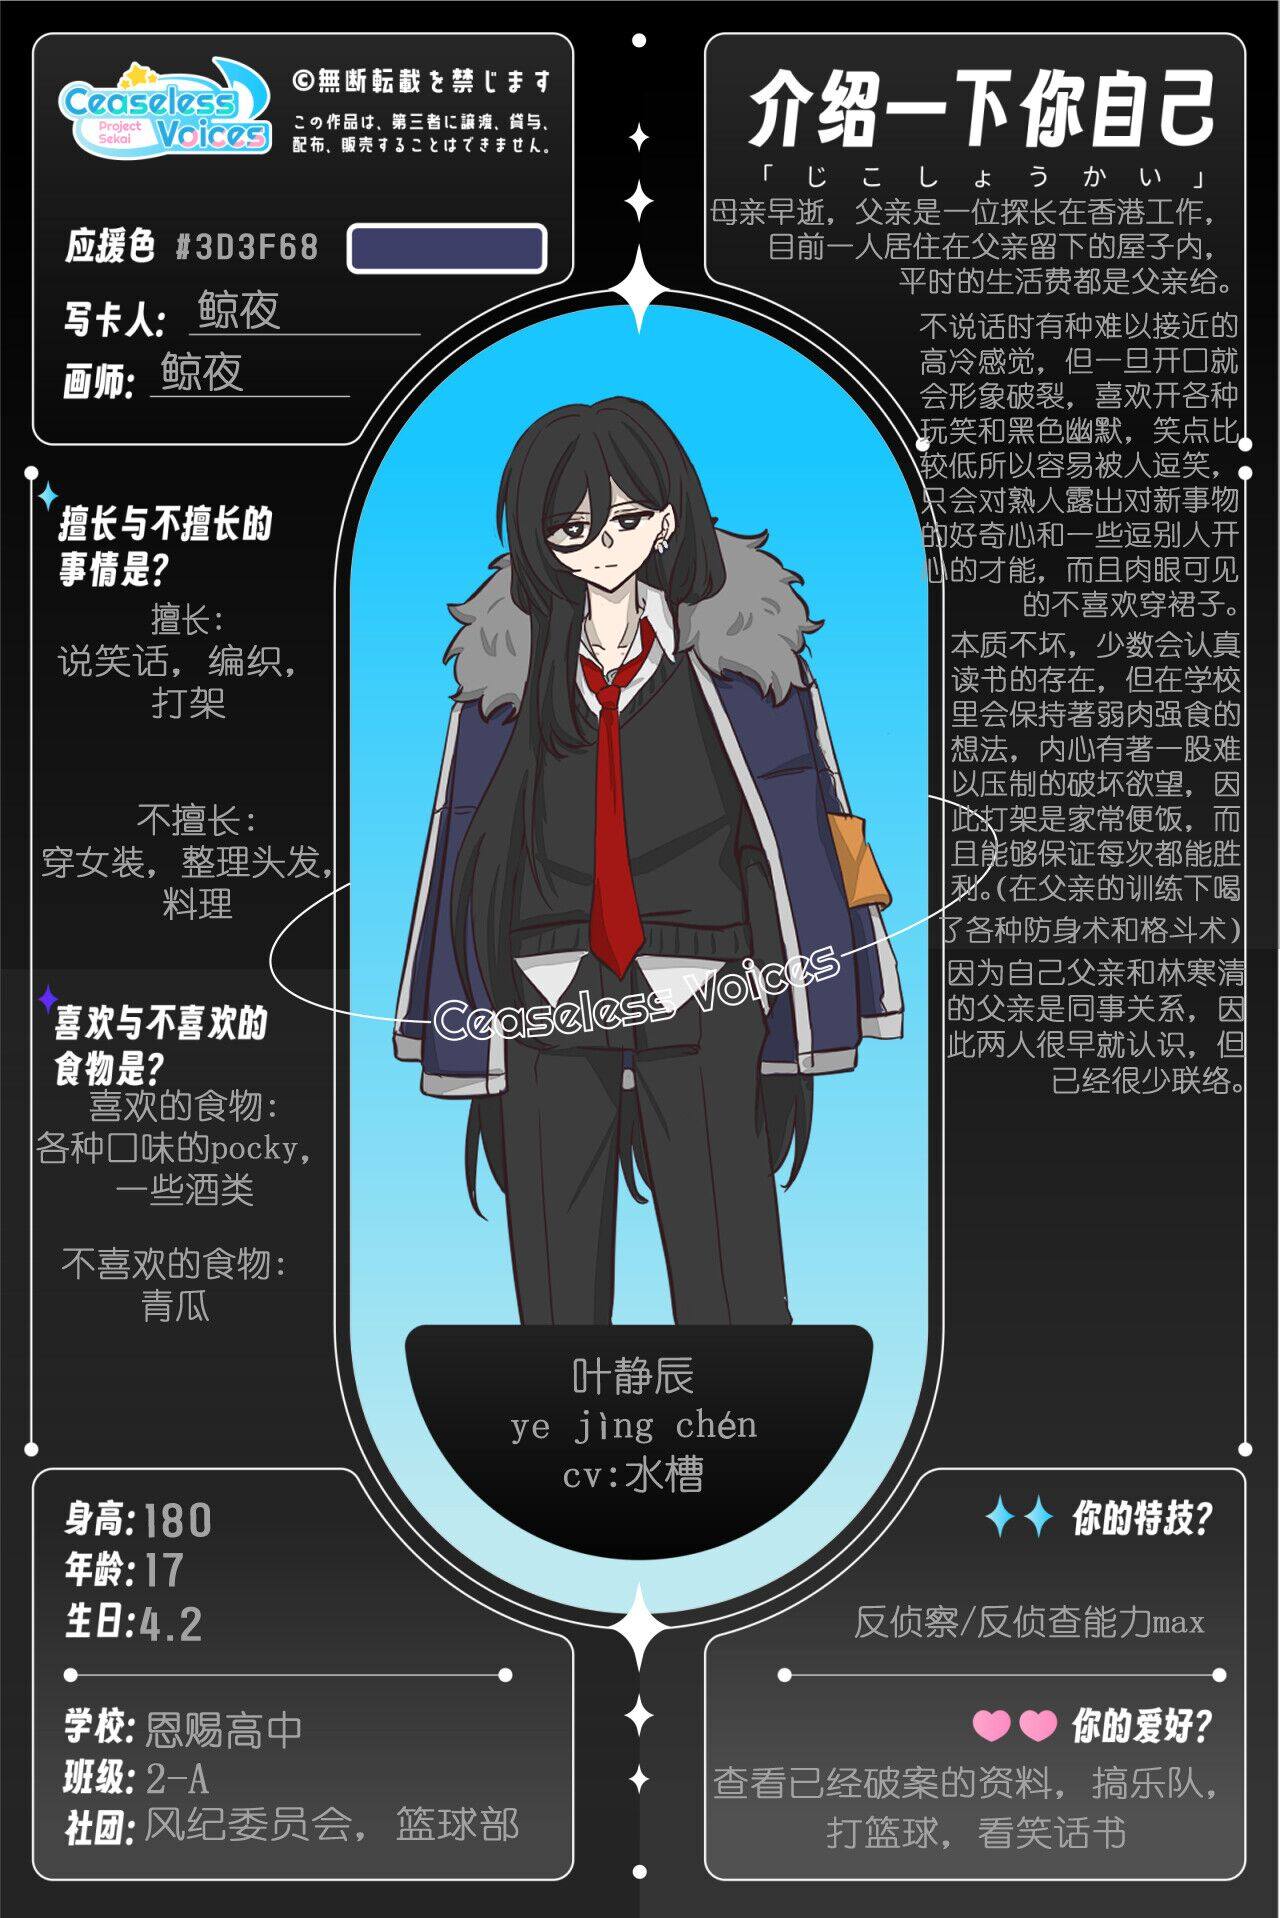 Ceaseless
Project
Sekai
Voices
©無断転載を禁じます
この作品は、第三者に譲渡、貸与、
配布、販売することはできません。
应援色 #3D3F68
写卡人: 鲸夜
画师: 鲸夜
介绍一下你自己
「じこしょうかい」
母亲早逝，父亲是一位探长在香港工作，
目前一人居住在父亲留下的屋子内，
平时的生活费都是父亲给。
不说话时有种难以接近的
高冷感觉，但一旦开口就
会形象破裂，喜欢开各种
玩笑和黑色幽默，笑点比
较低所以容易被人逗笑，
只会对熟人露出对新事物
的好奇心和一些逗别人开
心的才能，而且肉眼可见
的不喜欢穿裙子。
本质不坏，少数会认真
读书的存在，但在学校
里会保持著弱肉强食的
想法，内心有著一股难
以压制的破坏欲望，因
此打架是家常便饭，而
且能够保证每次都能胜
利。(在父亲的训练下喝
了各种防身术和格斗术)
因为自己父亲和林寒清
的父亲是同事关系，因
此两人很早就认识，但
已经很少联络。
擅长与不擅长的
事情是?
擅长:
说笑话，编织，
打架
不擅长:
穿女装，整理头发，
料理
喜欢与不喜欢的
食物是?
喜欢的食物:
各种口味的pocky，
一些酒类
不喜欢的食物:
青瓜
Ceaseless Voices
叶静辰
ye jìng chén
cv:水槽
身高:180
年龄:17
生日:4.2
学校:恩赐高中
班级:2-A
社团:风纪委员会，篮球部
你的特技?
反侦察/反侦查能力max
你的爱好?
查看已经破案的资料，搞乐队，
打篮球，看笑话书